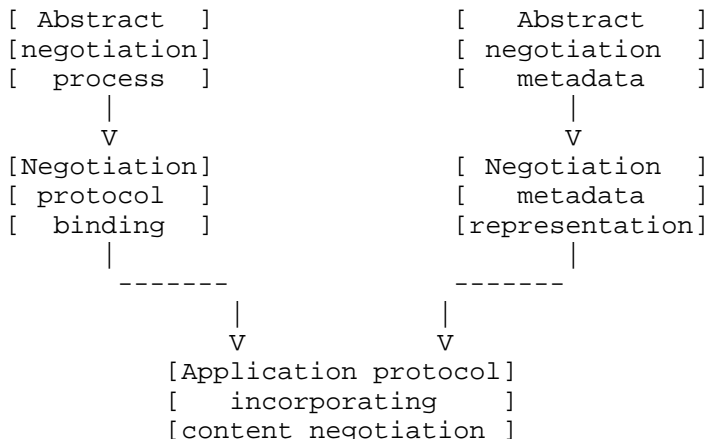 [ Abstract  ]                 [   Abstract     ]
[negotiation]                 [ negotiation    ]
[  process  ]                 [   metadata     ]
      |                               |
      V                               V
[Negotiation]                 [ Negotiation    ]
[ protocol  ]                 [   metadata     ]
[  binding  ]                 [representation]
      |                               |
       -------                 -------
              |               |
              V               V
          [Application protocol]
          [    incorporating     ]
          [content negotiation ]